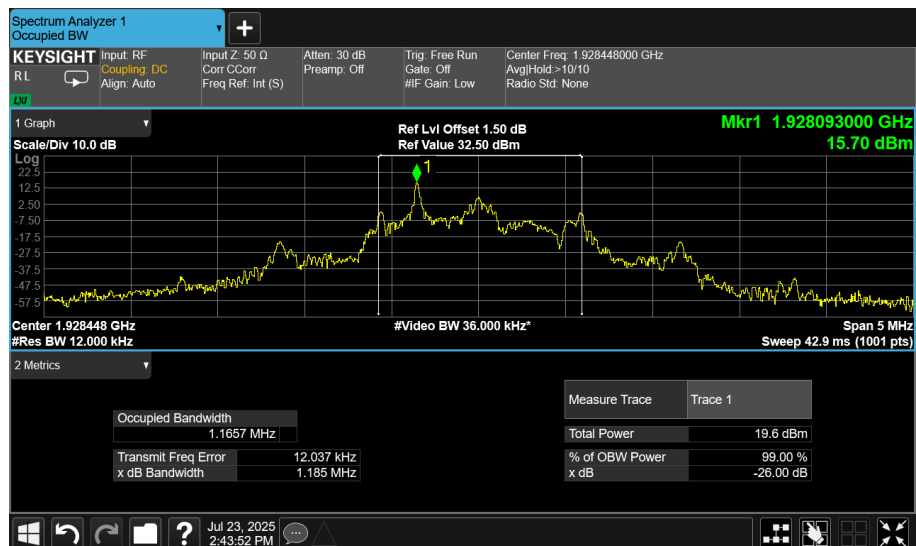 Spectrum Analyzer 1
Occupied BW
KEYSIGHT
RL
LXI
Input: RF
Coupling: DC
Align: Auto
Input Z: 50 Ω
Corr CCorr
Freq Ref: Int (S)
Atten: 30 dB
Preamp: Off
Trig: Free Run
Gate: Off
#IF Gain: Low
Center Freq: 1.928448000 GHz
Avg|Hold:>10/10
Radio Std: None
1 Graph
Scale/Div 10.0 dB
Ref Lvl Offset 1.50 dB
Ref Value 32.50 dBm
Mkr1 1.928093000 GHz
15.70 dBm
Log
22.5
12.5
2.50
-7.50
-17.5
-27.5
-37.5
-47.5
-57.5
1
Center 1.928448 GHz
#Res BW 12.000 kHz
#Video BW 36.000 kHz*
Span 5 MHz
Sweep 42.9 ms (1001 pts)
2 Metrics
Occupied Bandwidth
1.1657 MHz
Transmit Freq Error 12.037 kHz
x dB Bandwidth 1.185 MHz
Measure Trace Trace 1
Total Power 19.6 dBm
% of OBW Power 99.00 %
x dB -26.00 dB
?
Jul 23, 2025
2:43:52 PM